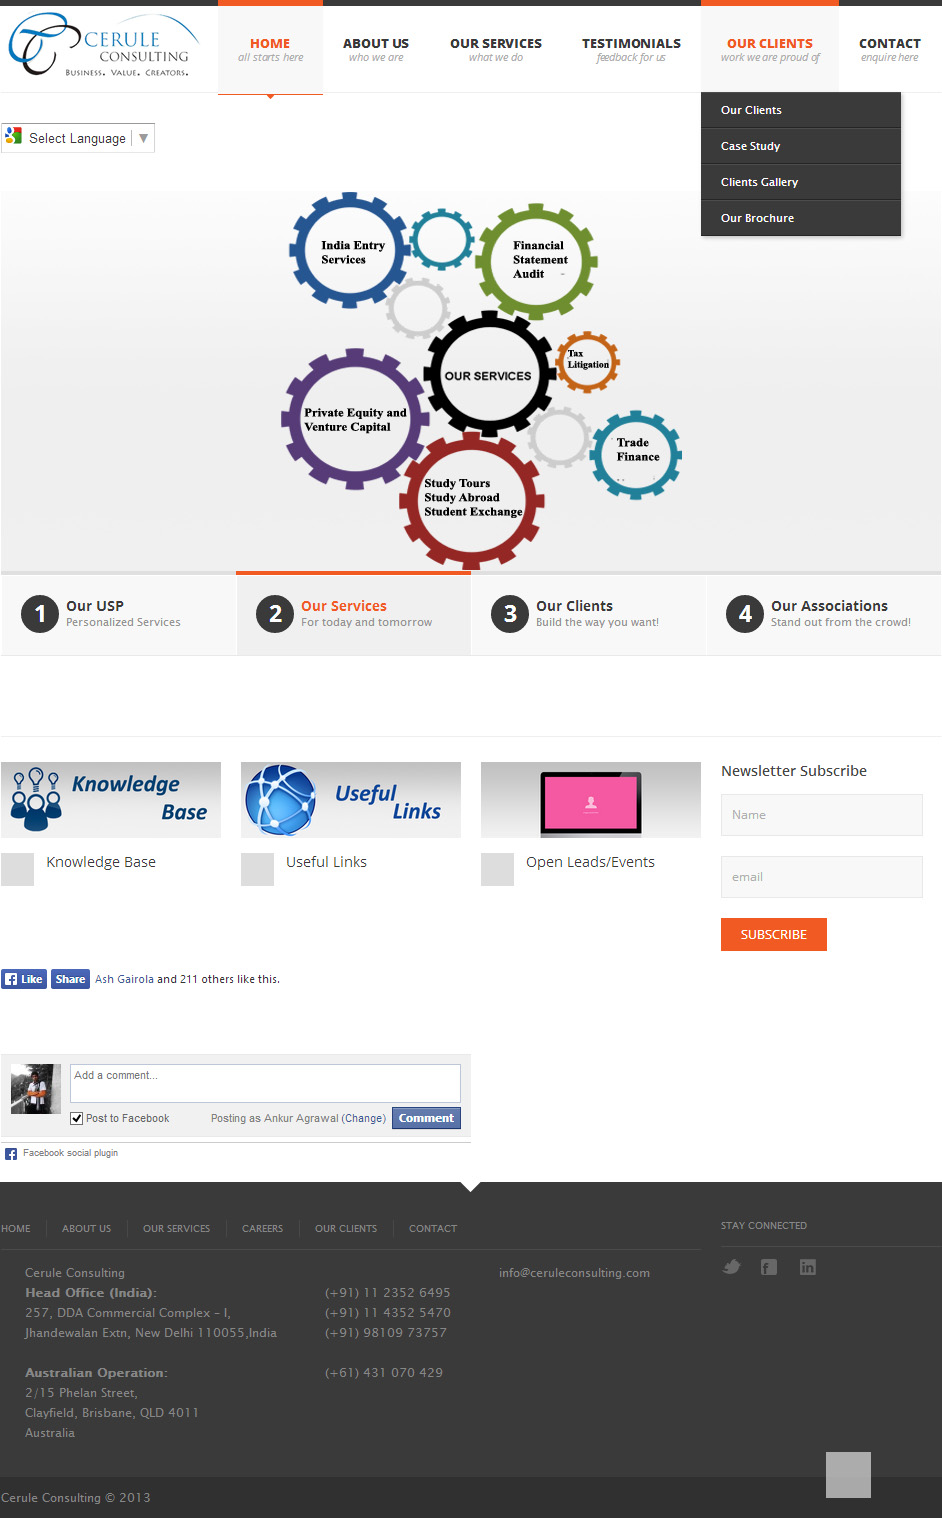 CERULE
CONSULTING
BUSINESS. VALUE. CREATORS.
HOME
all starts here
ABOUT US
who we are
OUR SERVICES
what we do
TESTIMONIALS
feedback for us
OUR CLIENTS
work we are proud of
CONTACT
enquire here
Our Clients
Case Study
Clients Gallery
Our Brochure
Select Language ▼
India Entry
Services
Financial
Statement
Audit
Tax
Litigation
OUR SERVICES
Private Equity and
Venture Capital
Trade
Finance
Study Tours
Study Abroad
Student Exchange
1 Our USP
Personalized Services
2 Our Services
For today and tomorrow
3 Our Clients
Build the way you want!
4 Our Associations
Stand out from the crowd!
Knowledge
Base
Useful
Links
Knowledge Base
Useful Links
Open Leads/Events
Newsletter Subscribe
Name
email
SUBSCRIBE
Like Share Ash Gairola and 211 others like this.
Add a comment...
Post to Facebook Posting as Ankur Agrawal (Change) Comment
Facebook social plugin
HOME ABOUT US OUR SERVICES CAREERS OUR CLIENTS CONTACT
STAY CONNECTED
Cerule Consulting
Head Office (India):
257, DDA Commercial Complex – I,
Jhandewalan Extn, New Delhi 110055,India
(+91) 11 2352 6495
(+91) 11 4352 5470
(+91) 98109 73757
info@ceruleconsulting.com
Australian Operation:
2/15 Phelan Street,
Clayfield, Brisbane, QLD 4011
Australia
(+61) 431 070 429
Cerule Consulting © 2013